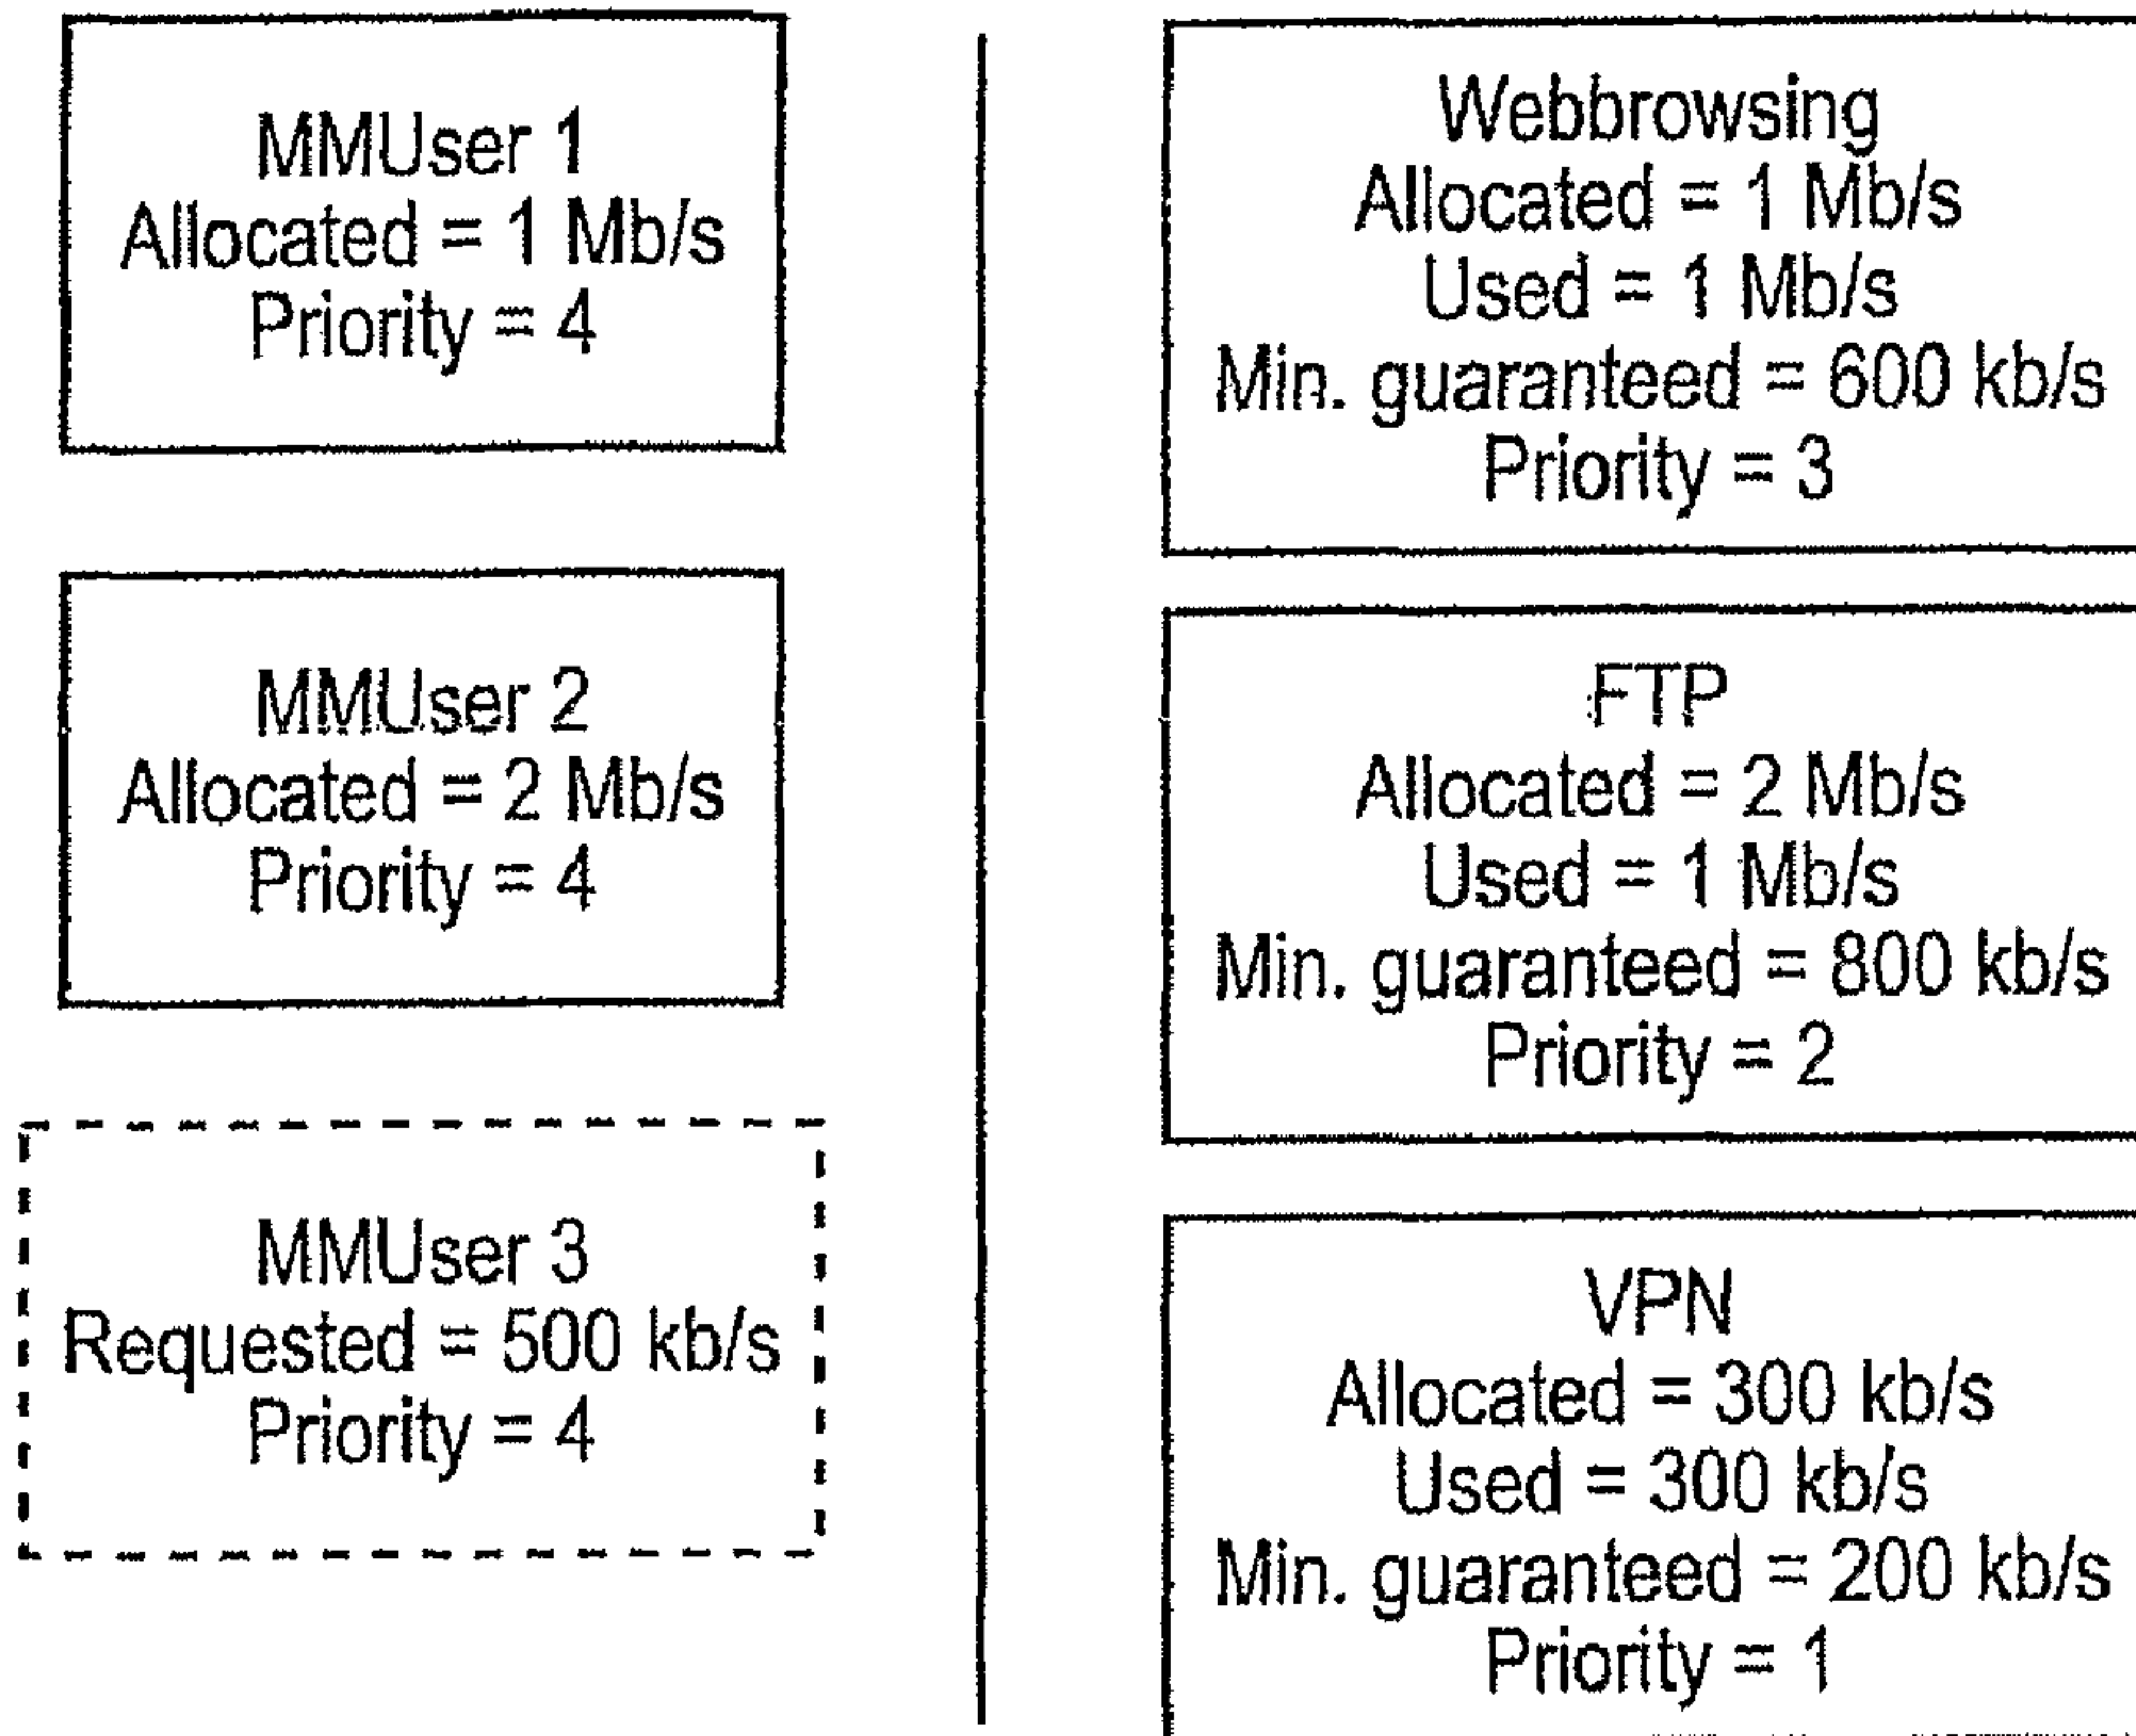 MMUser 1
Allocated = 1 Mb/s
Priority = 4
MMUser 2
Allocated = 2 Mb/s
Priority = 4
MMUser 3
Requested = 500 kb/s
Priority = 4
Webbrowsing
Allocated = 1 Mb/s
Used = 1 Mb/s
Min. guaranteed = 600 kb/s
Priority = 3
FTP
Allocated = 2 Mb/s
Used = 1 Mb/s
Min. guaranteed = 800 kb/s
Priority = 2
VPN
Allocated = 300 kb/s
Used = 300 kb/s
Min. guaranteed = 200 kb/s
Priority = 1